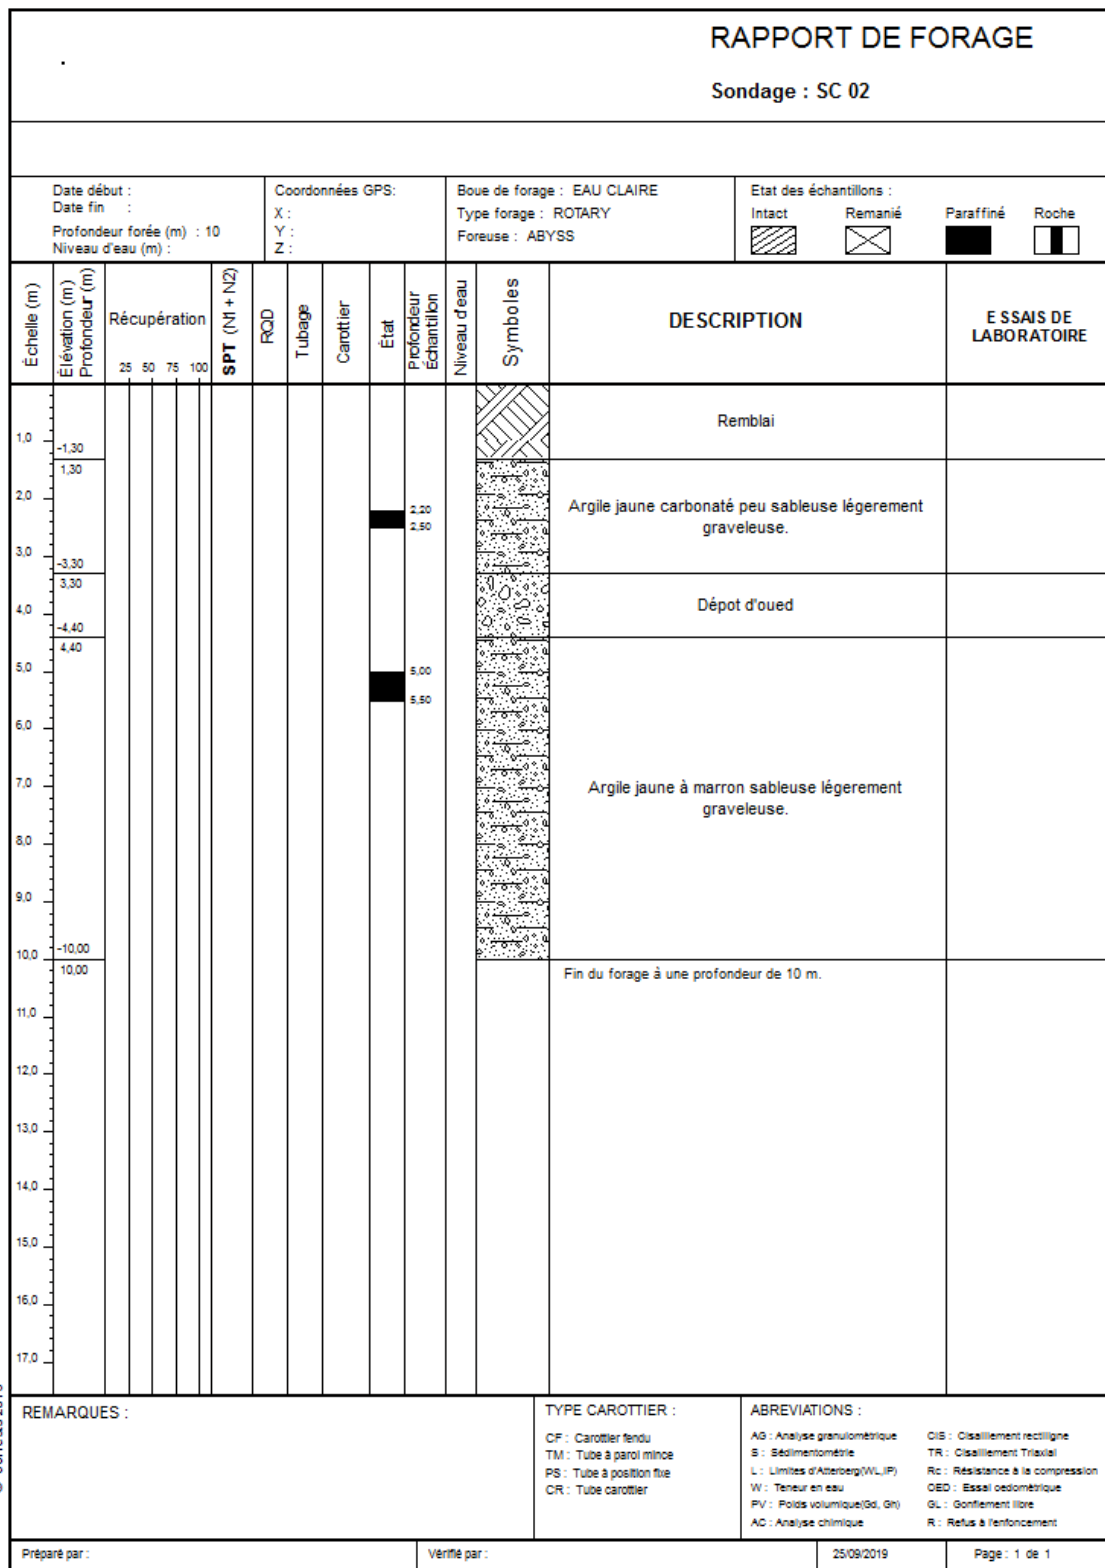 RAPPORT DE FORAGE
Sondage : SC 02
Date début :
Date fin :
Profondeur forée (m) : 10
Niveau d'eau (m) :
Coordonnées GPS:
X :
Y :
Z :
Boue de forage : EAU CLAIRE
Type forage : ROTARY
Foreuse : ABYSS
Etat des échantillons :
Intact Remanié Paraffiné Roche
Échelle (m)
Élévation (m)
Profondeur (m)
Récupération
25 50 75 100
SPT (N1 + N2)
RQD
Tubage
Carottier
État
Profondeur
Échantillon
Niveau d'eau
Symboles
DESCRIPTION
ESSAIS DE
LABORATOIRE
Remblai
1,0
-1,30
1,30
2,0
2,20
2,50
Argile jaune carbonaté peu sableuse légerement
graveleuse.
3,0
-3,30
3,30
4,0
Dépot d'oued
-4,40
4,40
5,0
5,00
5,50
6,0
7,0
Argile jaune à marron sableuse légerement
graveleuse.
8,0
9,0
10,0
-10,00
10,00
Fin du forage à une profondeur de 10 m.
11,0
12,0
13,0
14,0
15,0
16,0
17,0
REMARQUES :
TYPE CAROTTIER :
CF : Carottier fendu
TM : Tube à paroi mince
PS : Tube à position fixe
CR : Tube carottier
ABREVIATIONS :
AG : Analyse granulométrique
S : Sédimentométrie
L : Limites d'Atterberg(WL,IP)
W : Teneur en eau
PV : Poids volumique(Gd, Gh)
AC : Analyse chimique
CIS : Cisaillement rectiligne
TR : Cisaillement Triaxial
Rc : Résistance à la compression
OED : Essai oedométrique
GL : Gonflement libre
R : Refus à l'enfoncement
Préparé par :
Vérifié par :
25/09/2019
Page : 1 de 1